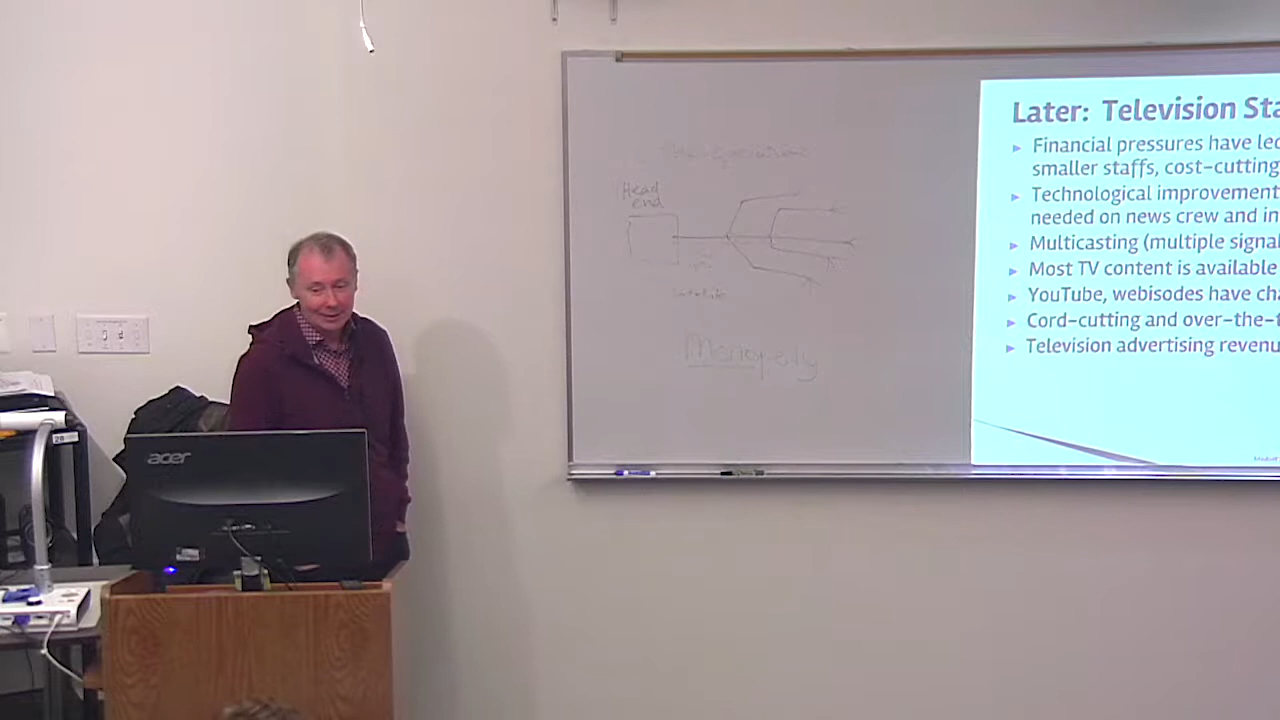 Head
end
Monopoly
acer
Later: Television Sta
Financial pressures have led
smaller staffs, cost-cutting
Technological improvement
needed on news crew and in
Multicasting (multiple signal
Most TV content is available
YouTube, webisodes have cha
Cord-cutting and over-the-t
Television advertising revenu